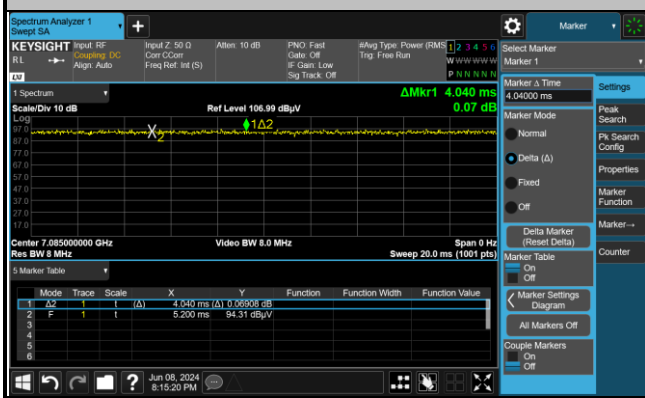 Spectrum Analyzer 1
Swept SA
Marker
KEYSIGHT Input: RF Input Z: 50 Ω Atten: 10 dB PNO: Fast #Avg Type: Power (RMS 1 2 3 4 5 6
RL Coupling: DC Corr CCorr Gate: Off Trig: Free Run W W W W W W
Align: Auto Freq Ref: Int (S) IF Gain: Low P N N N N N
Sig Track: Off
LXI
Select Marker
Marker 1
1 Spectrum
ΔMkr1 4.040 ms
Scale/Div 10 dB Ref Level 106.99 dBµV 0.07 dB
Log
97.0
87.0
77.0
67.0
57.0
47.0
37.0
27.0
17.0
1Δ2
X2
Center 7.085000000 GHz Video BW 8.0 MHz Span 0 Hz
Res BW 8 MHz Sweep 20.0 ms (1001 pts)
5 Marker Table
Mode Trace Scale X Y Function Function Width Function Value
1 Δ2 1 t (Δ) 4.040 ms (Δ) 0.06908 dB
2 F 1 t 5.200 ms 94.31 dBµV
3
4
5
6
Marker Δ Time
4.04000 ms
Marker Mode
Normal
Delta (Δ)
Fixed
Off
Delta Marker
(Reset Delta)
Marker Table
On
Off
Marker Settings
Diagram
All Markers Off
Couple Markers
On
Off
Settings
Peak
Search
Pk Search
Config
Properties
Marker
Function
Marker→
Counter
Jun 08, 2024
8:15:20 PM